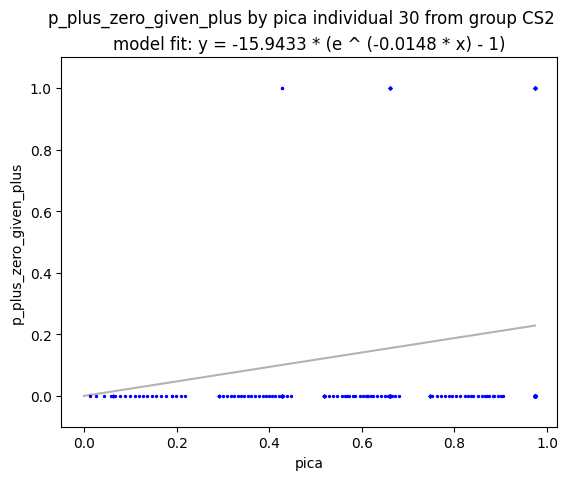 p_plus_zero_given_plus by pica individual 30 from group CS2
model fit: y = -15.9433 * (e ^ (-0.0148 * x) - 1)
p_plus_zero_given_plus
1.0
0.8
0.6
0.4
0.2
0.0
0.0 0.2 0.4 0.6 0.8 1.0
pica